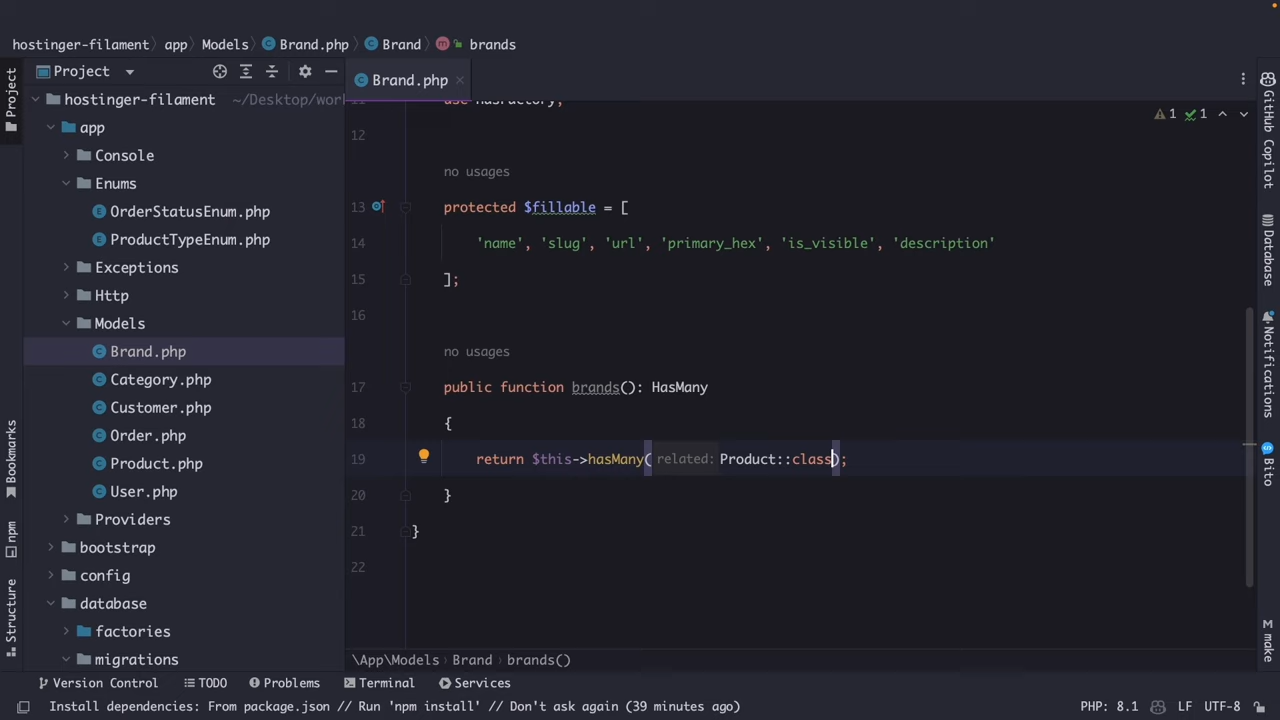 hostinger-filament app Models Brand.php Brand m brands
Project
Project
hostinger-filament ~/Desktop/wor
app
Console
Enums
OrderStatusEnum.php
ProductTypeEnum.php
Exceptions
Http
Models
Brand.php
Category.php
Customer.php
Order.php
Product.php
User.php
Providers
bootstrap
config
database
factories
migrations
Bookmarks
npm
Structure
Brand.php
use HasFactory;
1 1
12
no usages
13 protected $fillable = [
14 'name', 'slug', 'url', 'primary_hex', 'is_visible', 'description'
15 ];
16
no usages
17 public function brands(): HasMany
18 {
19 return $this->hasMany( related: Product::class);
20 }
21 }
22
\App\Models Brand brands()
GitHub Copilot
Database
Notifications
Bito
Make
Version Control TODO Problems Terminal Services
Install dependencies: From package.json // Run 'npm install' // Don't ask again (39 minutes ago) PHP: 8.1 LF UTF-8